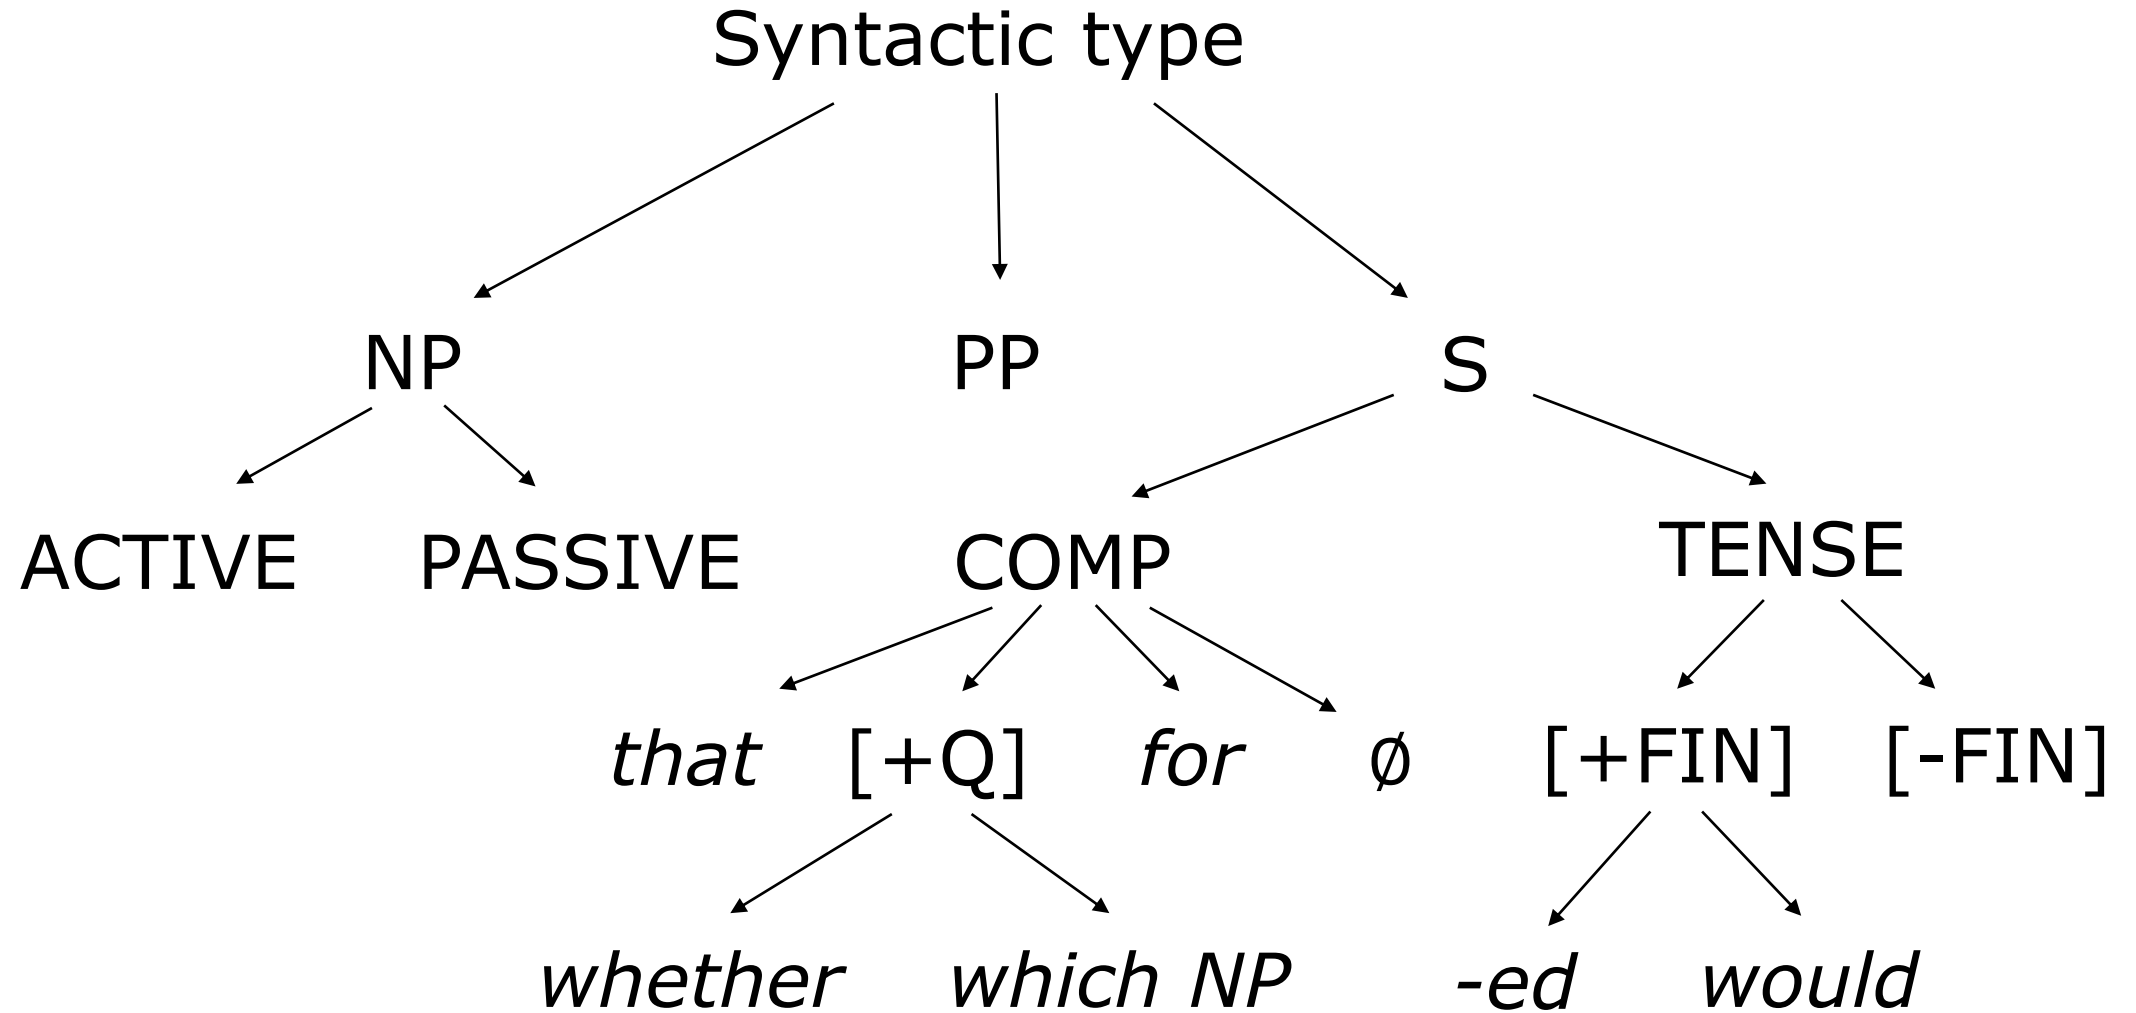 Syntactic type
NP PP S
ACTIVE PASSIVE COMP TENSE
that [+Q] for ∅ [+FIN] [-FIN]
whether which NP -ed would